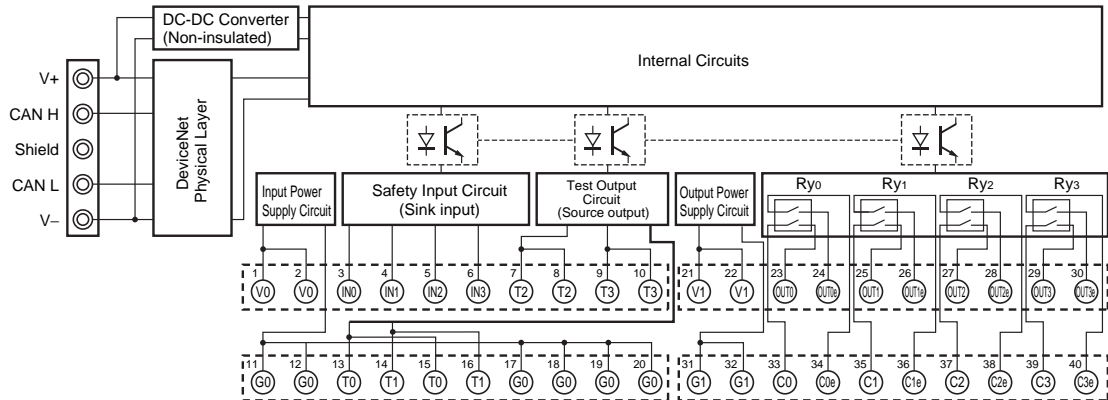 DC-DC Converter
(Non-insulated)
Internal Circuits
V+
CAN H
Shield
CAN L
V–
DeviceNet
Physical Layer
Input Power
Supply Circuit
Safety Input Circuit
(Sink input)
Test Output
Circuit
(Source output)
Output Power
Supply Circuit
Ry0 Ry1 Ry2 Ry3
1 2 3 4 5 6 7 8 9 10
V0 V0 IN0 IN1 IN2 IN3 T2 T2 T3 T3
21 22 23 24 25 26 27 28 29 30
V1 V1 OUT0 OUT0e OUT1 OUT1e OUT2 OUT2e OUT3 OUT3e
11 12 13 14 15 16 17 18 19 20
G0 G0 T0 T1 T0 T1 G0 G0 G0 G0
31 32 33 34 35 36 37 38 39 40
G1 G1 C0 C0e C1 C1e C2 C2e C3 C3e